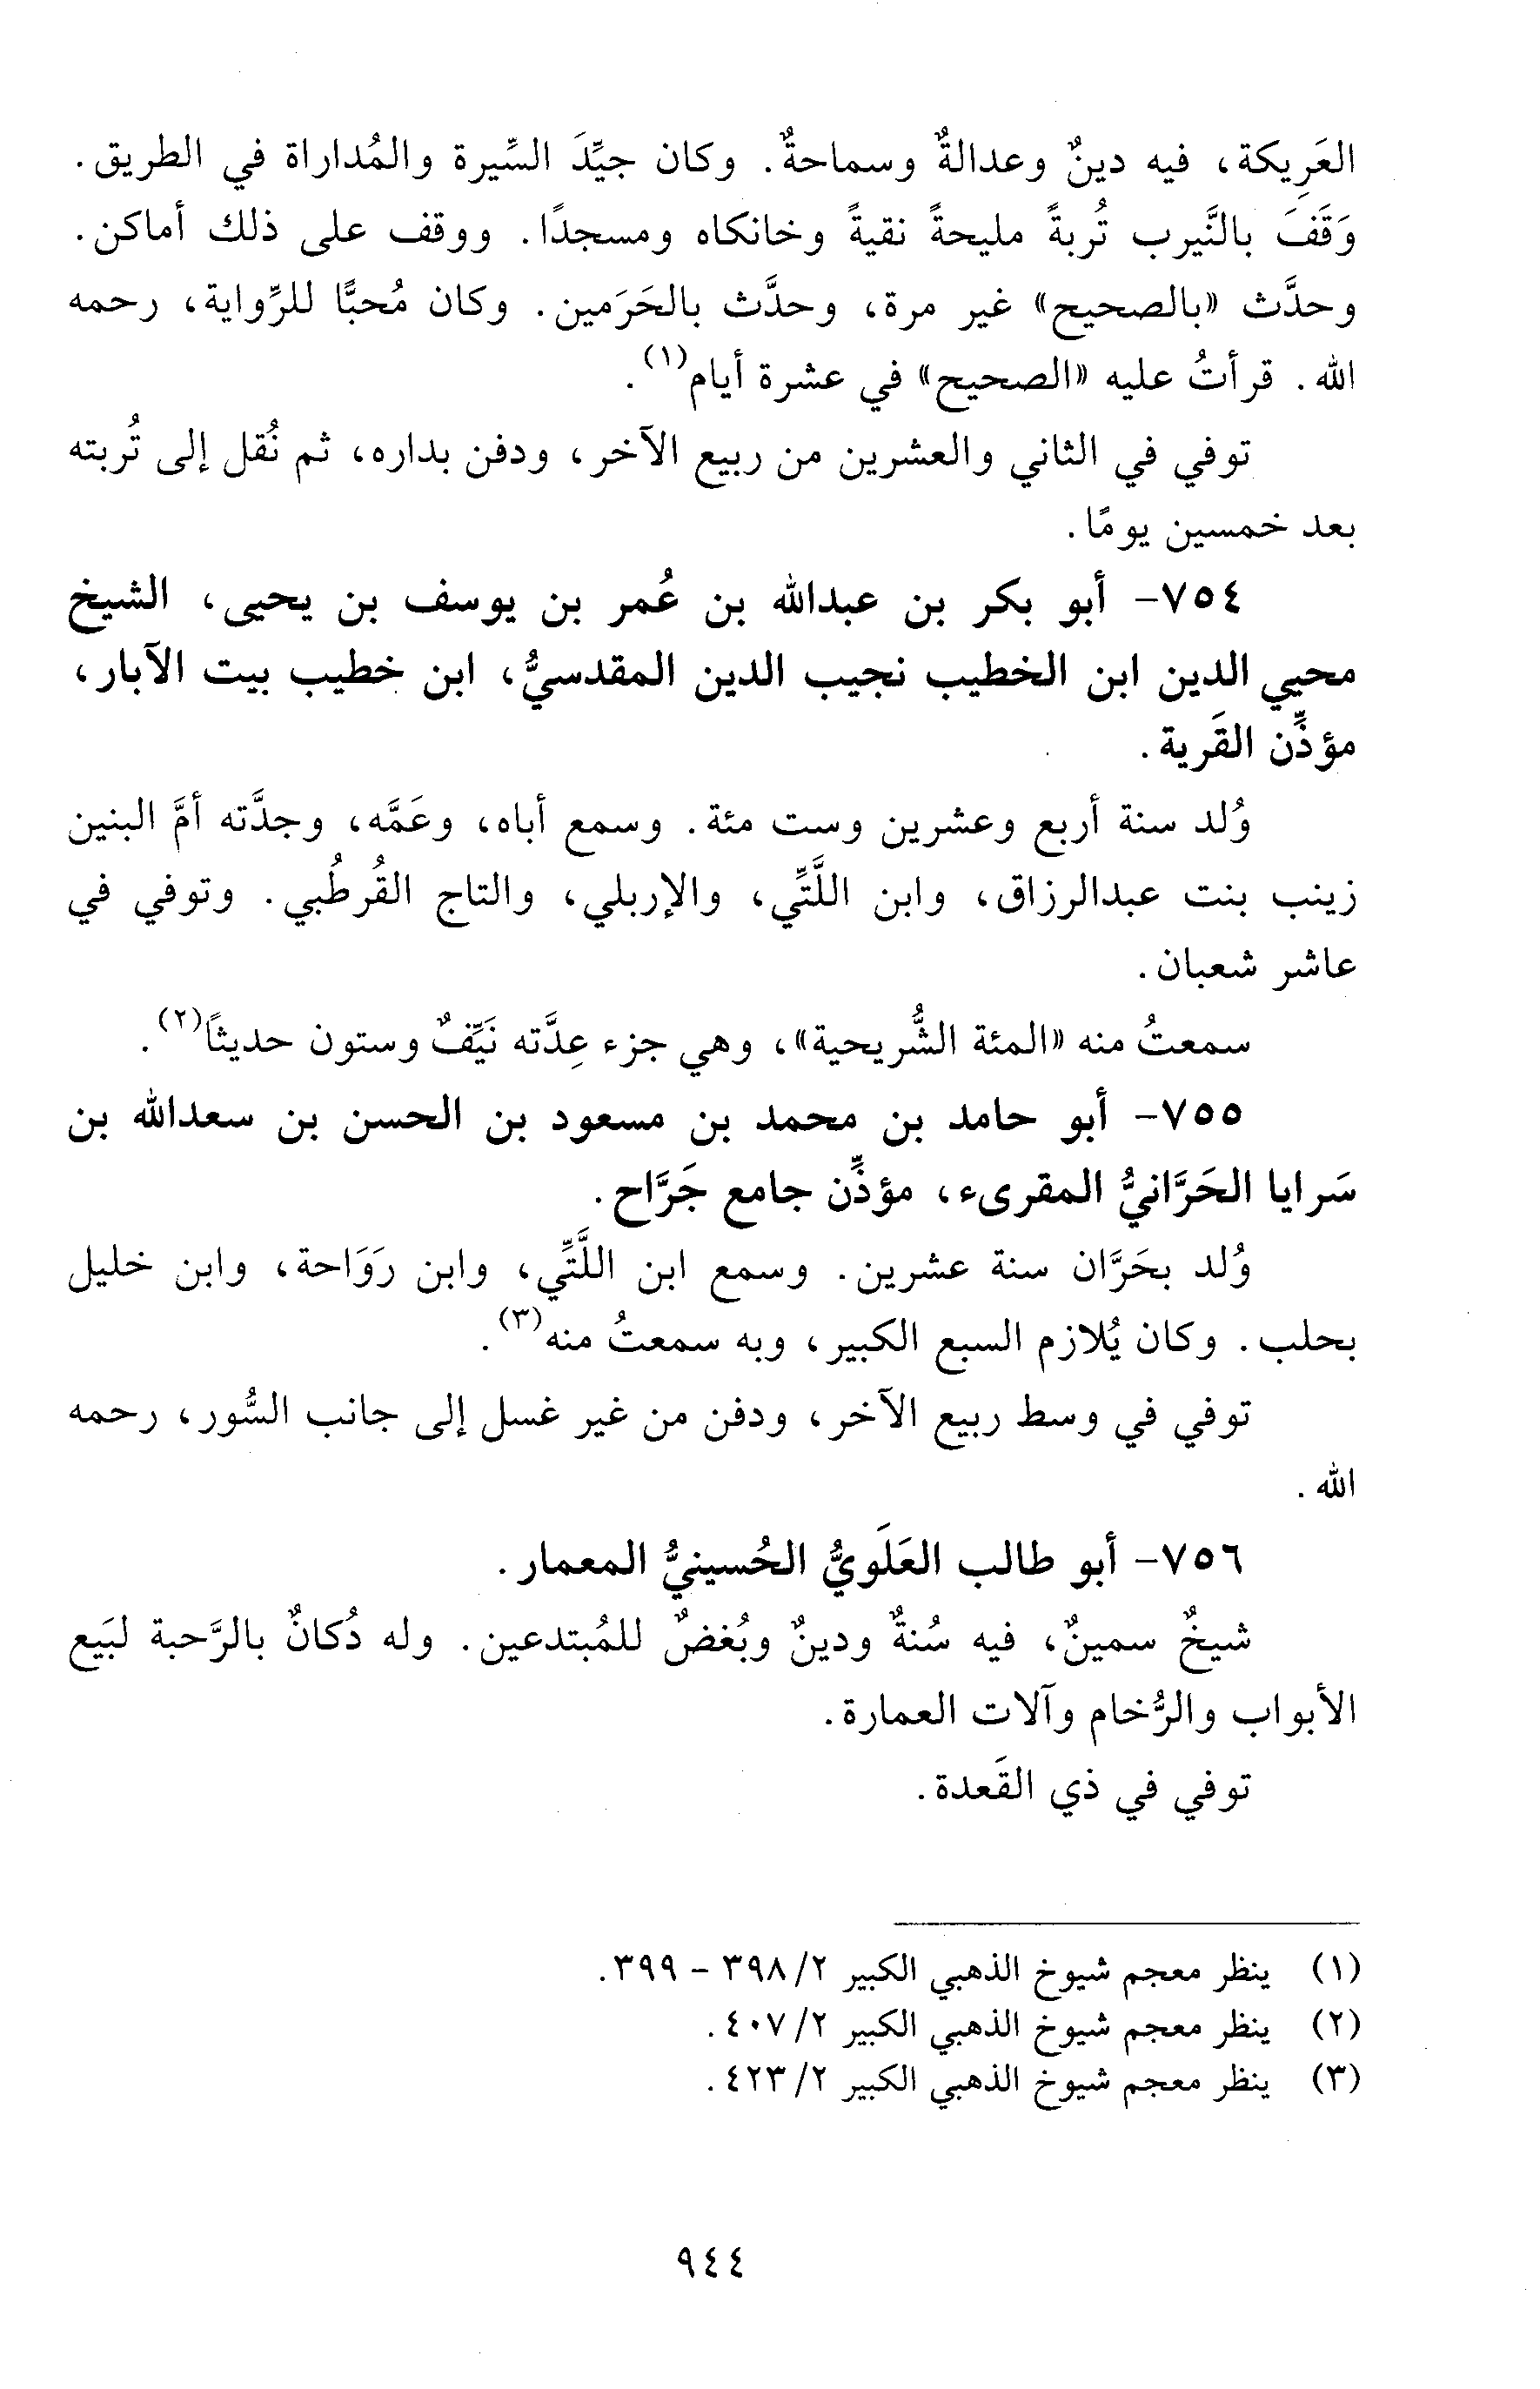 العَرِيكة، فيه دينٌ وعدالةٌ وسماحةٌ. وكان جيِّدَ السِّيرة والمُداراة في الطريق.
وَقَفَ بالنَّيرب تُربةً مليحةً نقيةً وخانكاه ومسجدًا. ووقف على ذلك أماكن.
وحدَّث «بالصحيح» غير مرة، وحدَّث بالحَرَمين. وكان مُحبًّا للرِّواية، رحمه
الله. قرأتُ عليه «الصحيح» في عشرة أيام(١).
توفي في الثاني والعشرين من ربيع الآخر، ودفن بداره، ثم نُقل إلى تُربته
بعد خمسين يومًا.
٧٥٤- أبو بكر بن عبدالله بن عُمر بن يوسف بن يحيى، الشيخ
محيي الدين ابن الخطيب نجيب الدين المقدسيُّ، ابن خطيب بيت الآبار،
مؤذِّن القَرية.
وُلد سنة أربع وعشرين وست مئة. وسمع أباه، وعَمَّه، وجدَّته أمَّ البنين
زينب بنت عبدالرزاق، وابن اللَّتِّي، والإربلي، والتاج القُرطُبي. وتوفي في
عاشر شعبان.
سمعتُ منه «المئة الشُّريحية»، وهي جزء عِدَّته نَيِّفٌ وستون حديثًا(٢).
٧٥٥- أبو حامد بن محمد بن مسعود بن الحسن بن سعدالله بن
سَرايا الحَرَّانيُّ المقرىء، مؤذِّن جامع جَرَّاح.
وُلد بحَرَّان سنة عشرين. وسمع ابن اللَّتِّي، وابن رَوَاحة، وابن خليل
بحلب. وكان يُلازم السبع الكبير، وبه سمعتُ منه(٣).
توفي في وسط ربيع الآخر، ودفن من غير غسل إلى جانب السُّور، رحمه
الله.
٧٥٦- أبو طالب العَلَويُّ الحُسينيُّ المعمار.
شيخٌ سمينٌ، فيه سُنةٌ ودينٌ وبُغضٌ للمُبتدعين. وله دُكانٌ بالرَّحبة لبَيع
الأبواب والرُّخام وآلات العمارة.
توفي في ذي القَعدة.
(١) ينظر معجم شيوخ الذهبي الكبير ٢/ ٣٩٨ - ٣٩٩.
(٢) ينظر معجم شيوخ الذهبي الكبير ٢/ ٤٠٧.
(٣) ينظر معجم شيوخ الذهبي الكبير ٢/ ٤٢٣.
٩٤٤